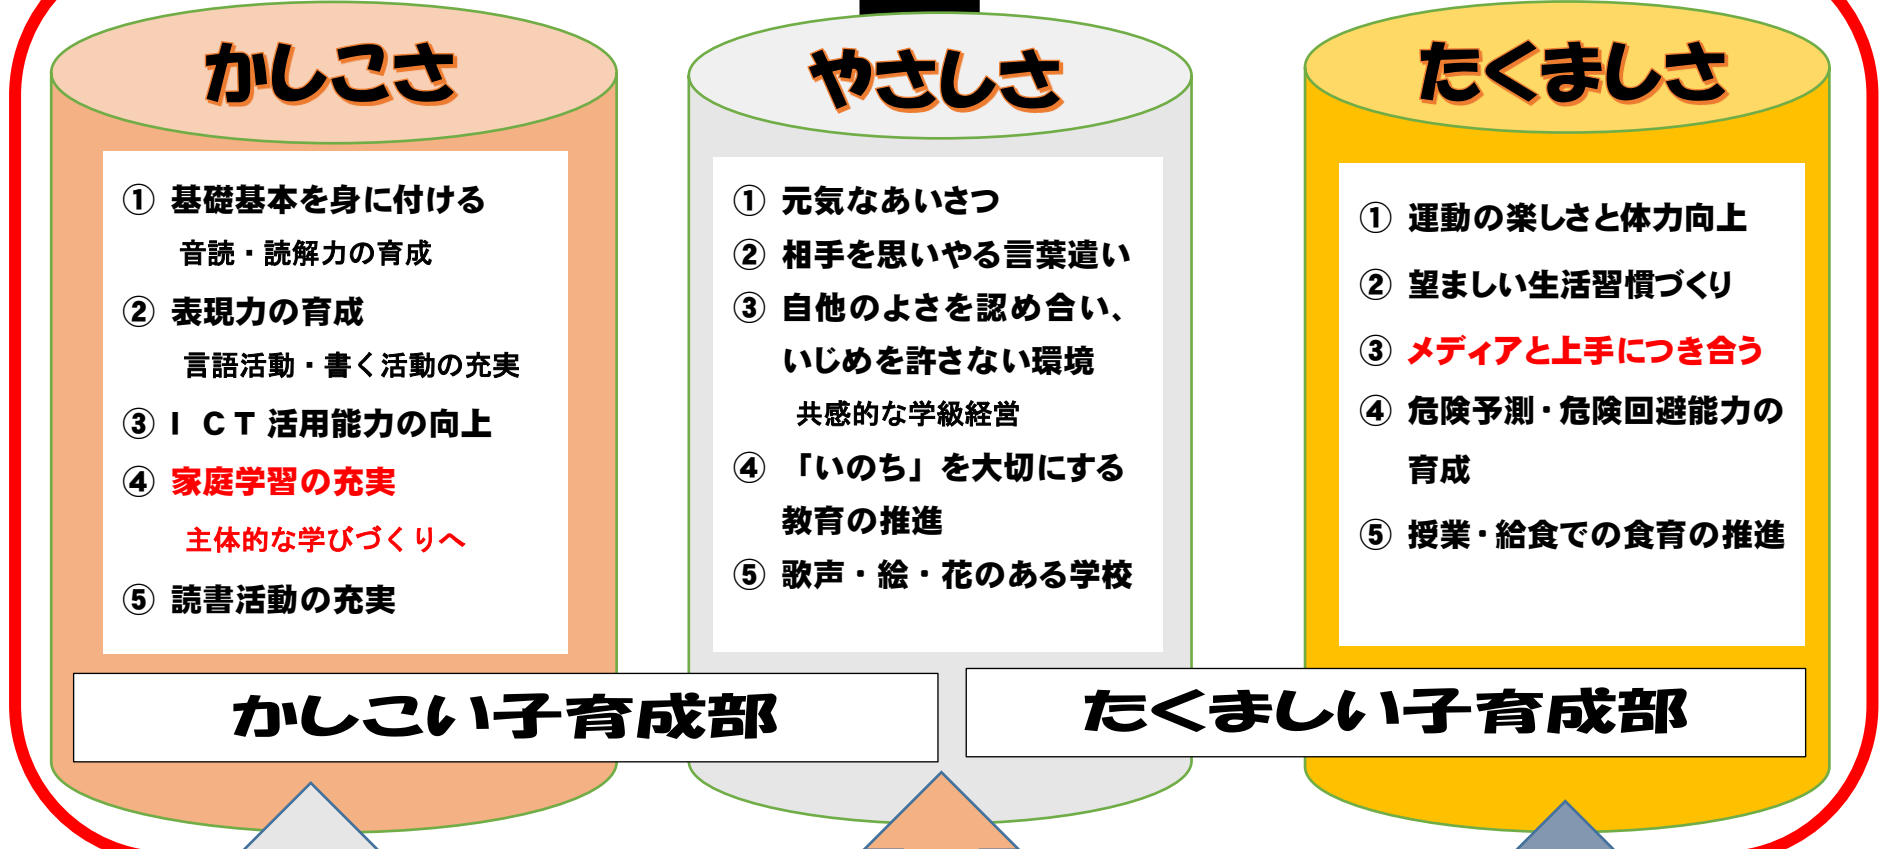 かしこさ
① 基礎基本を身に付ける
音読・読解力の育成
② 表現力の育成
言語活動・書く活動の充実
③ ＩＣＴ活用能力の向上
④ 家庭学習の充実
主体的な学びづくりへ
⑤ 読書活動の充実
やさしさ
① 元気なあいさつ
② 相手を思いやる言葉遣い
③ 自他のよさを認め合い、
いじめを許さない環境
共感的な学級経営
④ 「いのち」を大切にする
教育の推進
⑤ 歌声・絵・花のある学校
たくましさ
① 運動の楽しさと体力向上
② 望ましい生活習慣づくり
③ メディアと上手につき合う
④ 危険予測・危険回避能力の
育成
⑤ 授業・給食での食育の推進
かしこい子育成部
たくましい子育成部